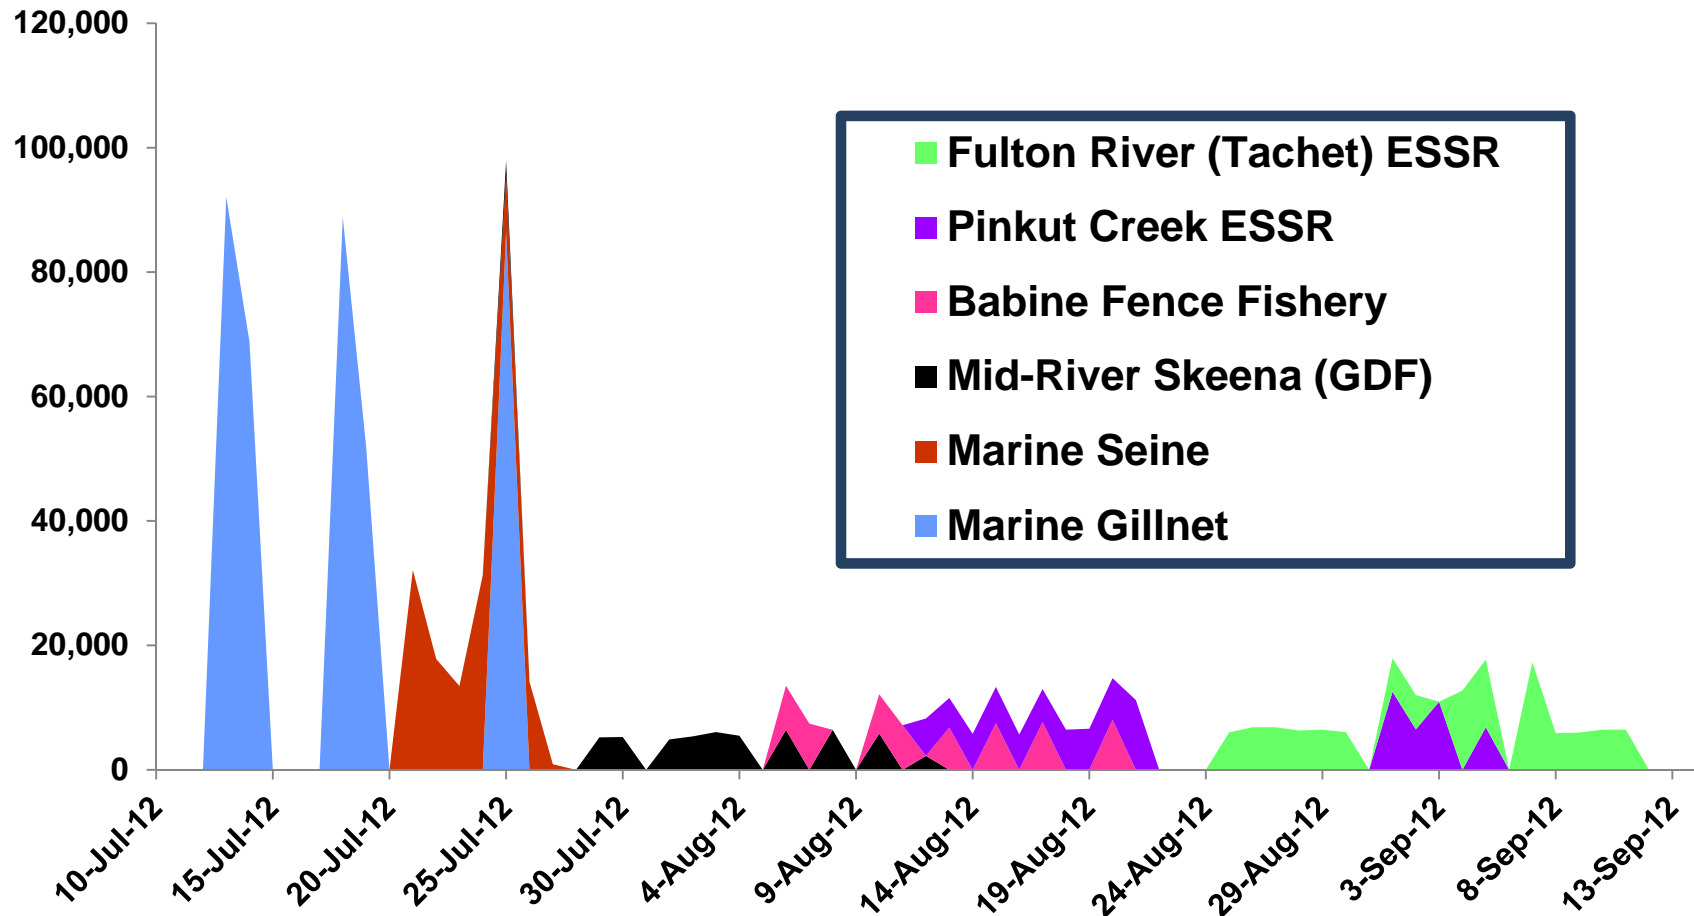 120,000
100,000
80,000
60,000
40,000
20,000
0
Fulton River (Tachet) ESSR
Pinkut Creek ESSR
Babine Fence Fishery
Mid-River Skeena (GDF)
Marine Seine
Marine Gillnet
10-Jul-12
15-Jul-12
20-Jul-12
25-Jul-12
30-Jul-12
4-Aug-12
9-Aug-12
14-Aug-12
19-Aug-12
24-Aug-12
29-Aug-12
3-Sep-12
8-Sep-12
13-Sep-12